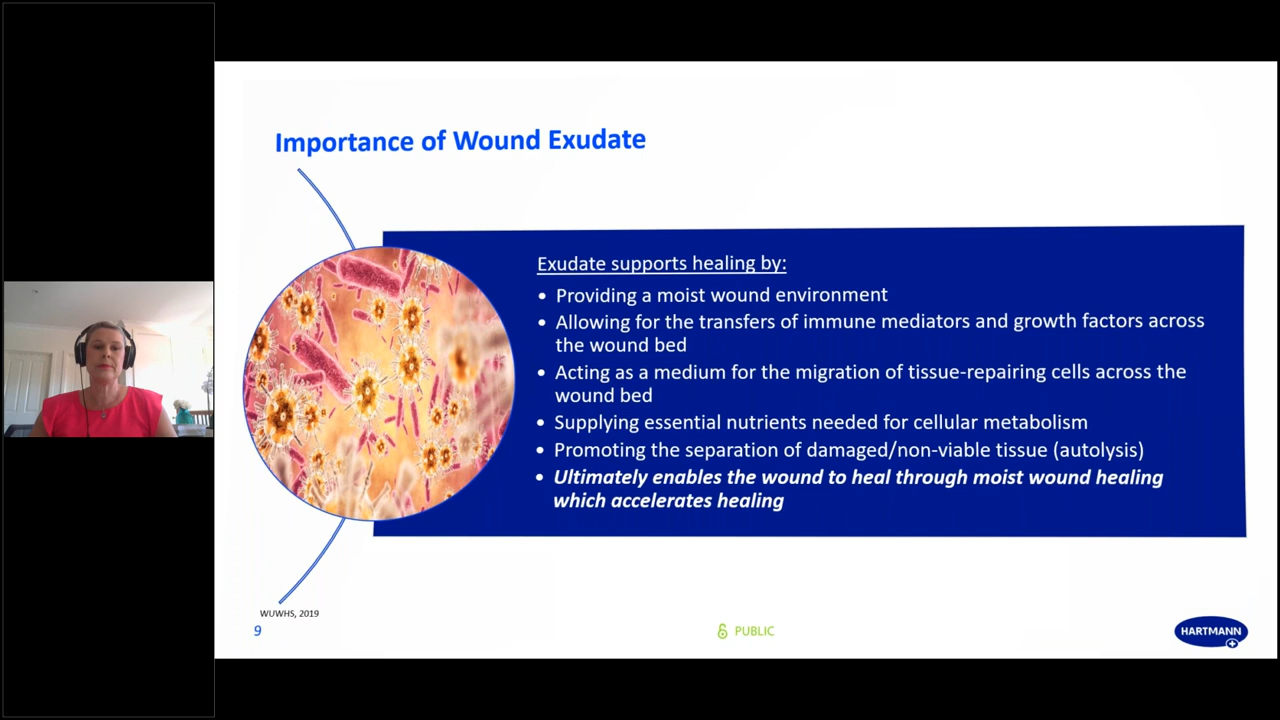 Importance of Wound Exudate
Exudate supports healing by:
• Providing a moist wound environment
• Allowing for the transfers of immune mediators and growth factors across
the wound bed
• Acting as a medium for the migration of tissue-repairing cells across the
wound bed
• Supplying essential nutrients needed for cellular metabolism
• Promoting the separation of damaged/non-viable tissue (autolysis)
• Ultimately enables the wound to heal through moist wound healing
which accelerates healing
WUWHS, 2019
9
PUBLIC
HARTMANN